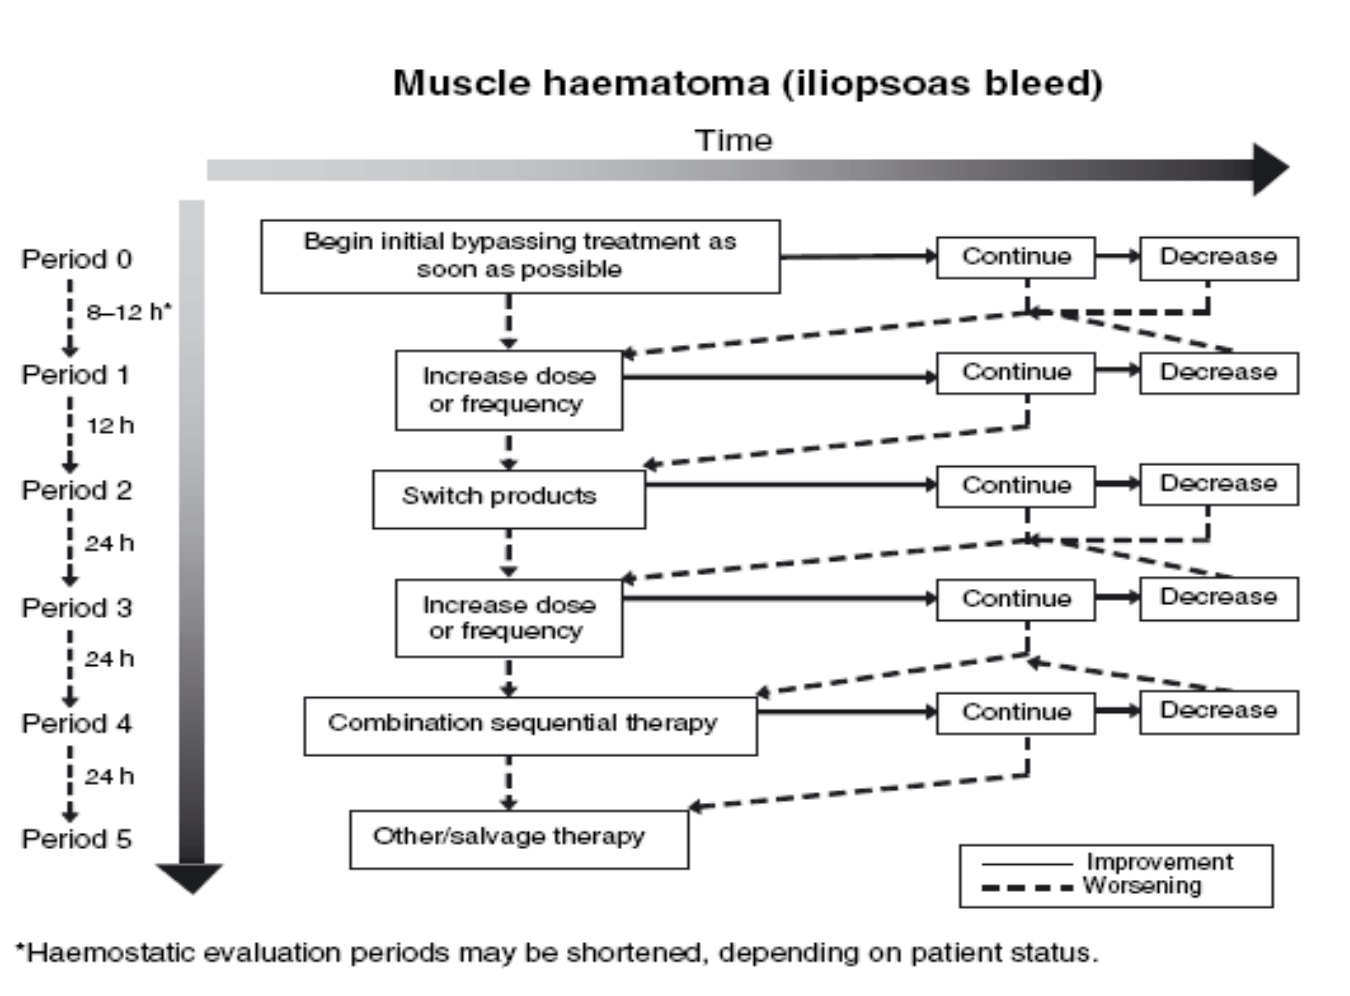 Muscle haematoma (iliopsoas bleed)
Time
Period 0
Begin initial bypassing treatment as
soon as possible
Continue
Decrease
8–12 h*
Period 1
Increase dose
or frequency
Continue
Decrease
12 h
Period 2
Switch products
Continue
Decrease
24 h
Period 3
Increase dose
or frequency
Continue
Decrease
24 h
Period 4
Combination sequential therapy
Continue
Decrease
24 h
Period 5
Other/salvage therapy
Improvement
Worsening
*Haemostatic evaluation periods may be shortened, depending on patient status.